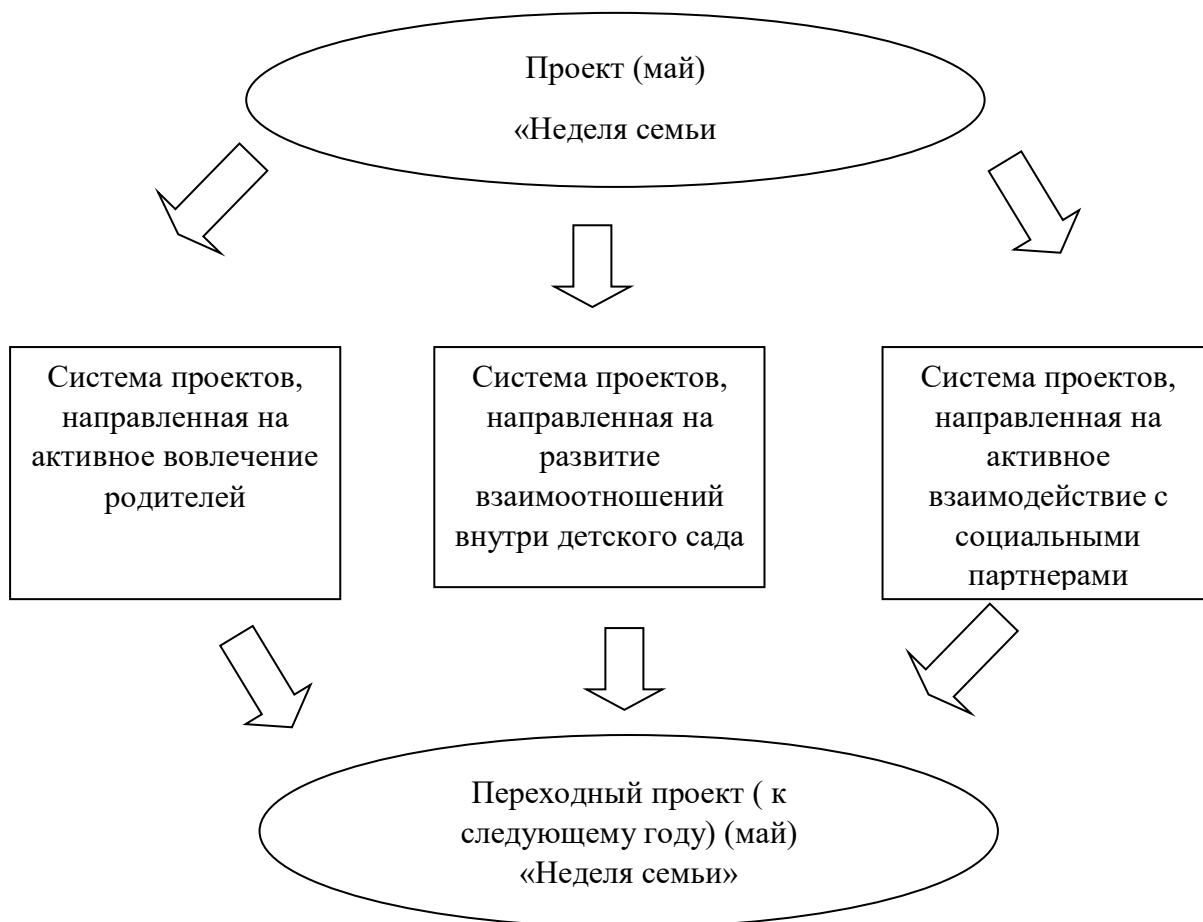 Проект (май)
«Неделя семьи
Система проектов,
направленная на
активное вовлечение
родителей
Система проектов,
направленная на
развитие
взаимоотношений
внутри детского сада
Система проектов,
направленная на
активное
взаимодействие с
социальными
партнерами
Переходный проект ( к
следующему году) (май)
«Неделя семьи»